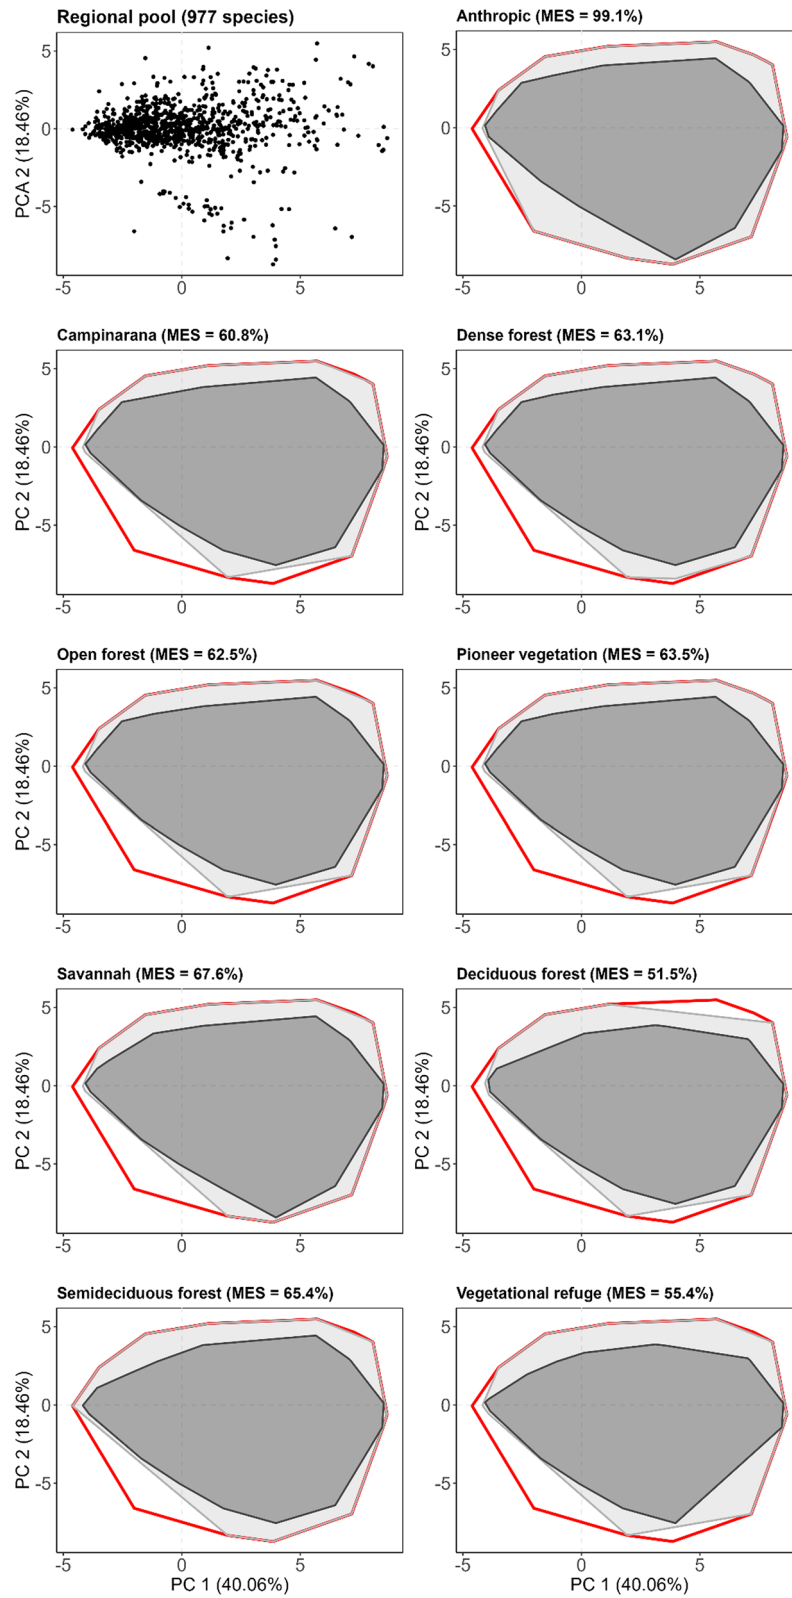 Regional pool (977 species)
Anthropic (MES = 99.1%)
5
0
-5
PCA 2 (18.46%)
-5
0
5
5
0
-5
-5
0
5
Campinarana (MES = 60.8%)
Dense forest (MES = 63.1%)
5
0
-5
PC 2 (18.46%)
-5
0
5
5
0
-5
PC 2 (18.46%)
-5
0
5
Open forest (MES = 62.5%)
Pioneer vegetation (MES = 63.5%)
5
0
-5
PC 2 (18.46%)
-5
0
5
5
0
-5
PC 2 (18.46%)
-5
0
5
Savannah (MES = 67.6%)
Deciduous forest (MES = 51.5%)
5
0
-5
PC 2 (18.46%)
-5
0
5
5
0
-5
PC 2 (18.46%)
-5
0
5
Semideciduous forest (MES = 65.4%)
Vegetational refuge (MES = 55.4%)
5
0
-5
PC 2 (18.46%)
-5
0
5
PC 1 (40.06%)
5
0
-5
PC 2 (18.46%)
-5
0
5
PC 1 (40.06%)